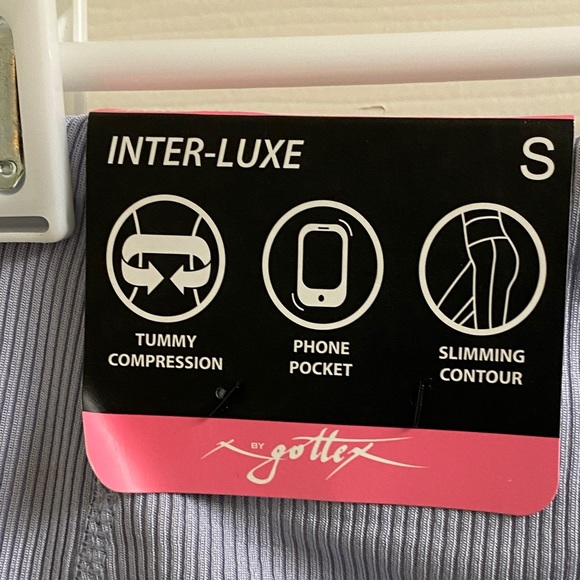 INTER-LUXE S
TUMMY
COMPRESSION
PHONE
POCKET
SLIMMING
CONTOUR
X BY gottex